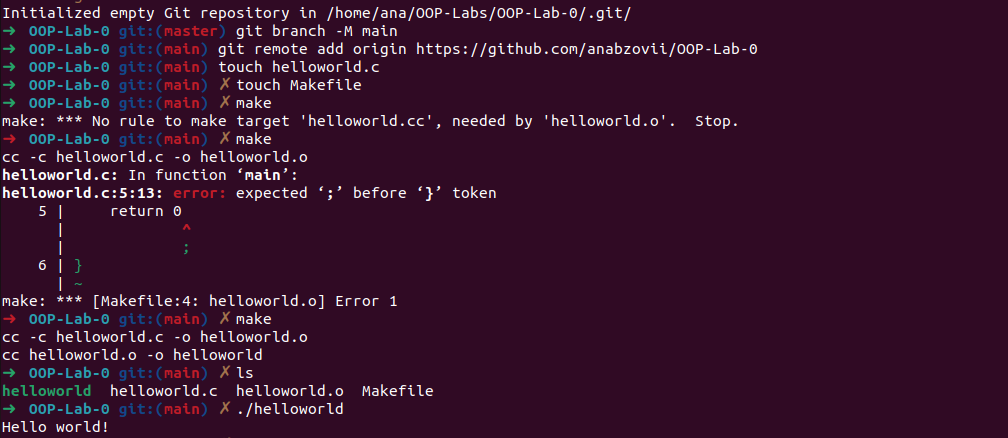 Initialized empty Git repository in /home/ana/OOP-Labs/OOP-Lab-0/.git/
➜  OOP-Lab-0 git:(master) git branch -M main
➜  OOP-Lab-0 git:(main) git remote add origin https://github.com/anabzovii/OOP-Lab-0
➜  OOP-Lab-0 git:(main) touch helloworld.c
➜  OOP-Lab-0 git:(main) ✗ touch Makefile
➜  OOP-Lab-0 git:(main) ✗ make
make: *** No rule to make target 'helloworld.cc', needed by 'helloworld.o'.  Stop.
➜  OOP-Lab-0 git:(main) ✗ make
cc -c helloworld.c -o helloworld.o
helloworld.c: In function ‘main’:
helloworld.c:5:13: error: expected ‘;’ before ‘}’ token
    5 |     return 0
      |             ^
      |             ;
    6 | }
      | ~
make: *** [Makefile:4: helloworld.o] Error 1
➜  OOP-Lab-0 git:(main) ✗ make
cc -c helloworld.c -o helloworld.o
cc helloworld.o -o helloworld
➜  OOP-Lab-0 git:(main) ✗ ls
helloworld  helloworld.c  helloworld.o  Makefile
➜  OOP-Lab-0 git:(main) ✗ ./helloworld
Hello world!